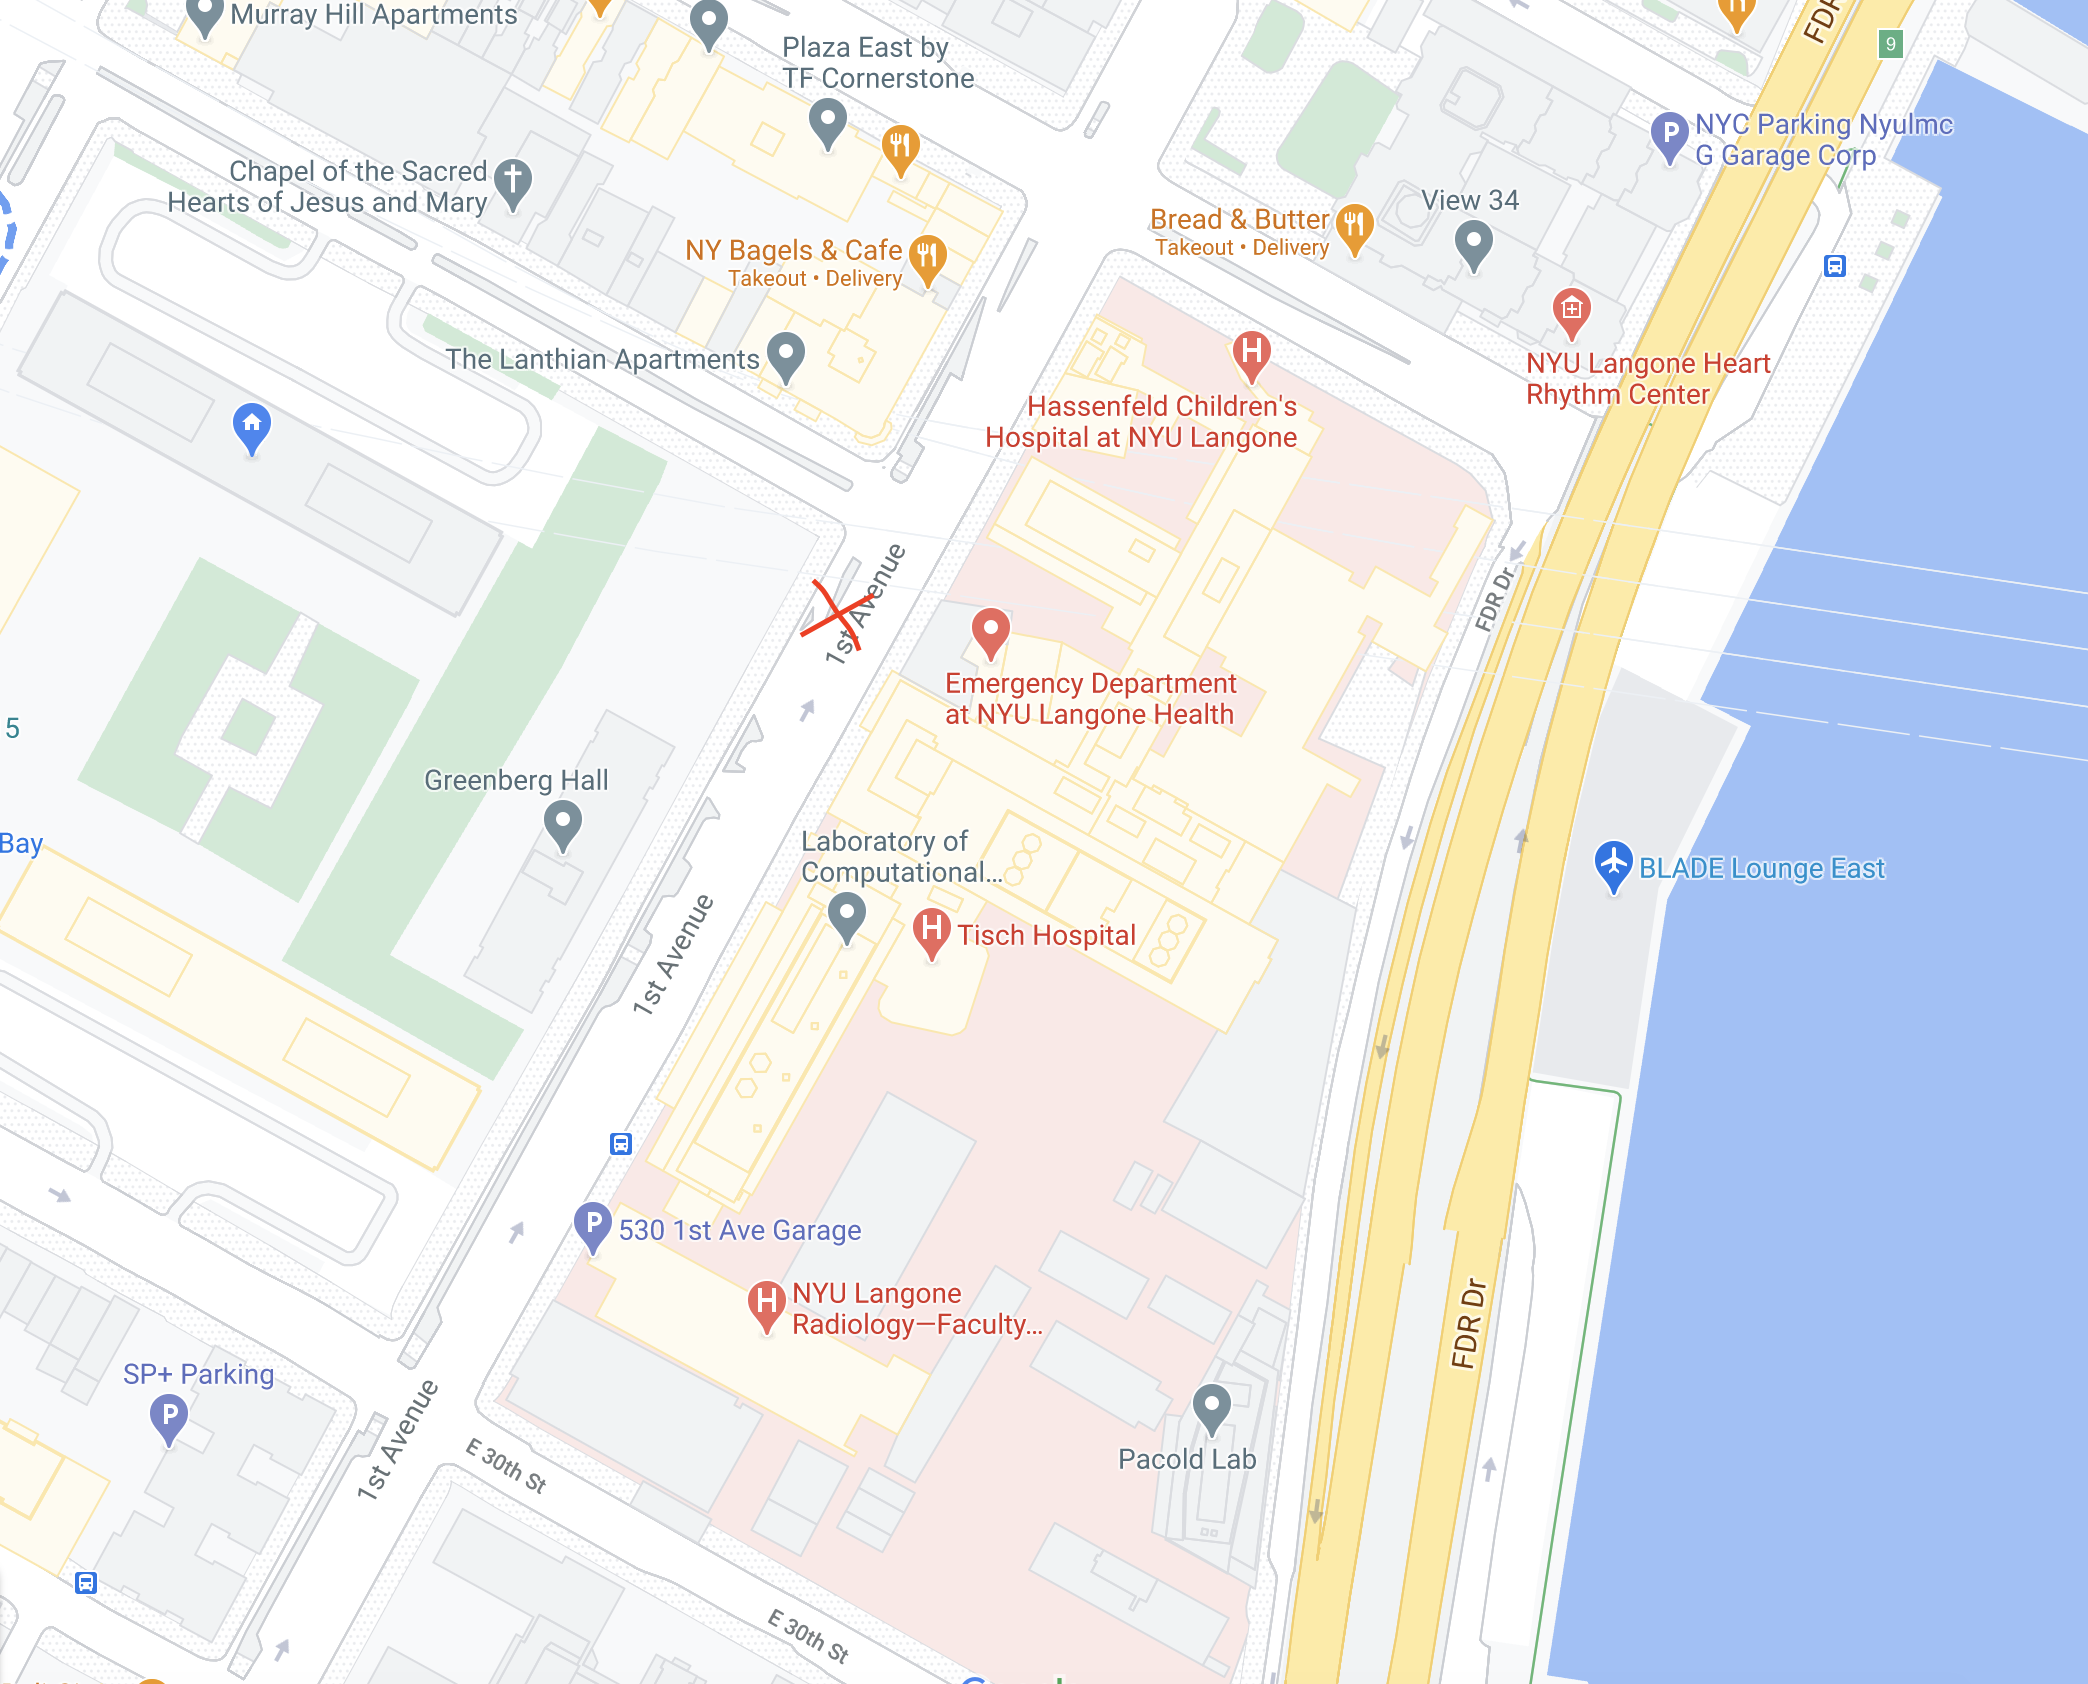 Murray Hill Apartments
Plaza East by
TF Cornerstone
FDR
9
NYC Parking Nyulmc
G Garage Corp
Chapel of the Sacred
Hearts of Jesus and Mary
View 34
Bread & Butter
Takeout • Delivery
NY Bagels & Cafe
Takeout • Delivery
The Lanthian Apartments
NYU Langone Heart
Rhythm Center
Hassenfeld Children's
Hospital at NYU Langone
1st Avenue
FDR Dr
Emergency Department
at NYU Langone Health
5
Greenberg Hall
Bay
Laboratory of
Computational...
BLADE Lounge East
Tisch Hospital
1st Avenue
530 1st Ave Garage
NYU Langone
Radiology—Faculty...
FDR Dr
SP+ Parking
1st Avenue
E 30th St
Pacold Lab
E 30th St